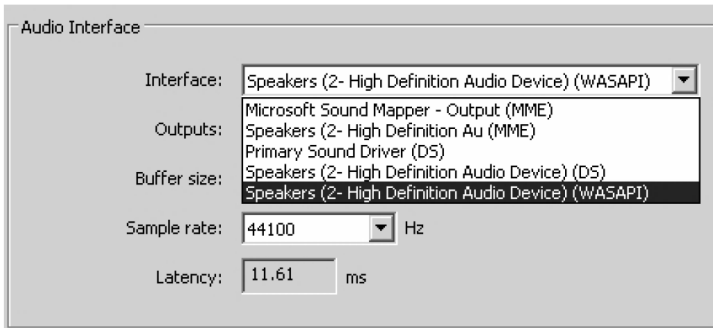 Audio Interface
Interface: Speakers (2- High Definition Audio Device) (WASAPI)
Microsoft Sound Mapper - Output (MME)
Outputs: Speakers (2- High Definition Au (MME)
Primary Sound Driver (DS)
Buffer size: Speakers (2- High Definition Audio Device) (DS)
Speakers (2- High Definition Audio Device) (WASAPI)
Sample rate: 44100 Hz
Latency: 11.61 ms